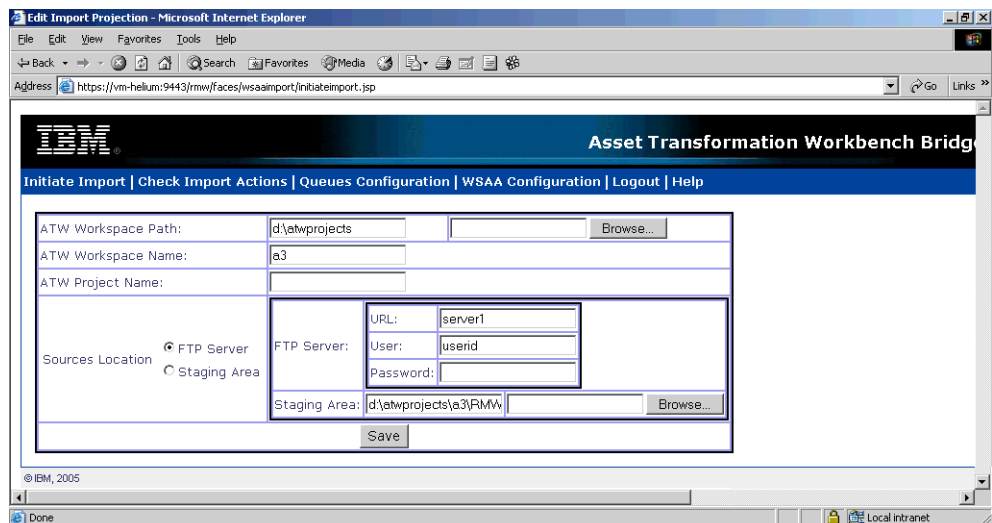 Edit Import Projection - Microsoft Internet Explorer
File Edit View Favorites Tools Help
Back Search Favorites Media
Address https://vm-helium:9443/rmw/faces/wsaaimport/initiateimport.jsp Go Links »
IBM® Asset Transformation Workbench Bridg
Initiate Import | Check Import Actions | Queues Configuration | WSAA Configuration | Logout | Help
ATW Workspace Path: d:\atwprojects Browse...
ATW Workspace Name: a3
ATW Project Name:
Sources Location
FTP Server
Staging Area
FTP Server:
URL: server1
User: userid
Password:
Staging Area: d:\atwprojects\a3\RMW Browse...
Save
© IBM, 2005
Done Local intranet